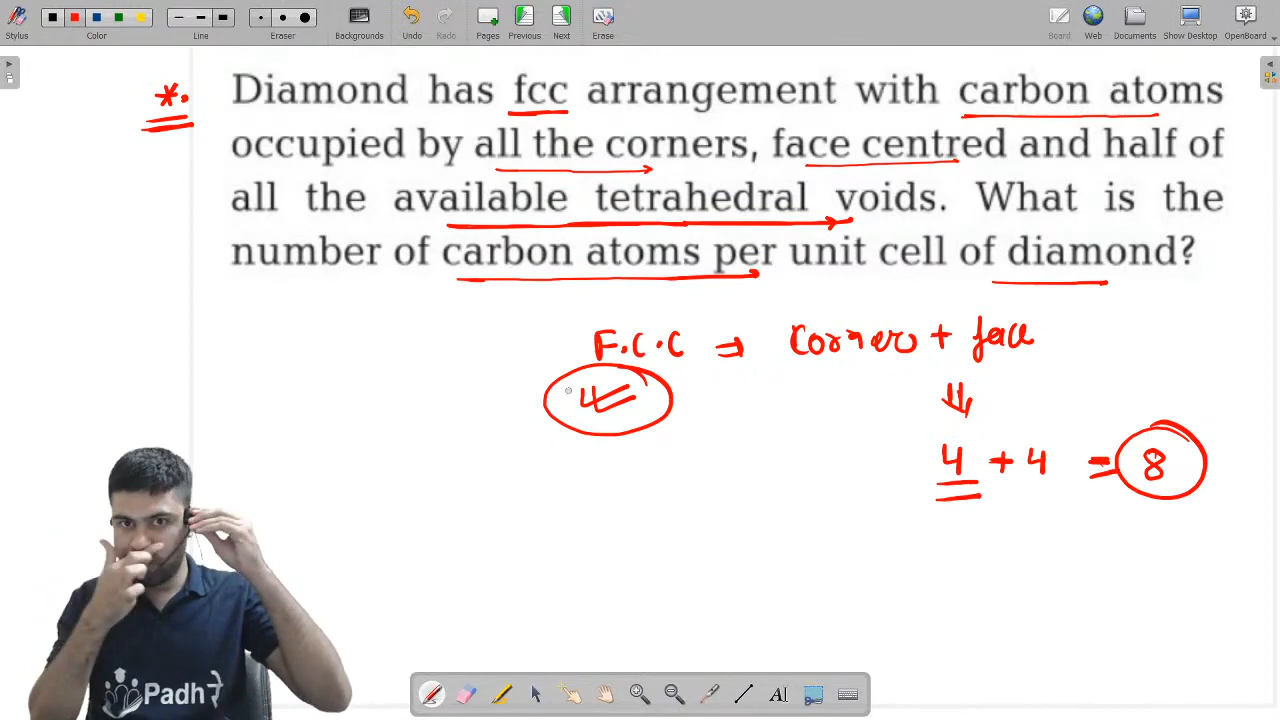 Stylus
Color
Line
Eraser
Backgrounds
Undo
Redo
Pages
Previous
Next
Erase
Board
Web
Documents
Show Desktop
OpenBoard
*.
Diamond has fcc arrangement with carbon atoms
occupied by all the corners, face centred and half of
all the available tetrahedral voids. What is the
number of carbon atoms per unit cell of diamond?
F.C.C ⇒ Corner + face
4
4 + 4 = 8
Padh रे